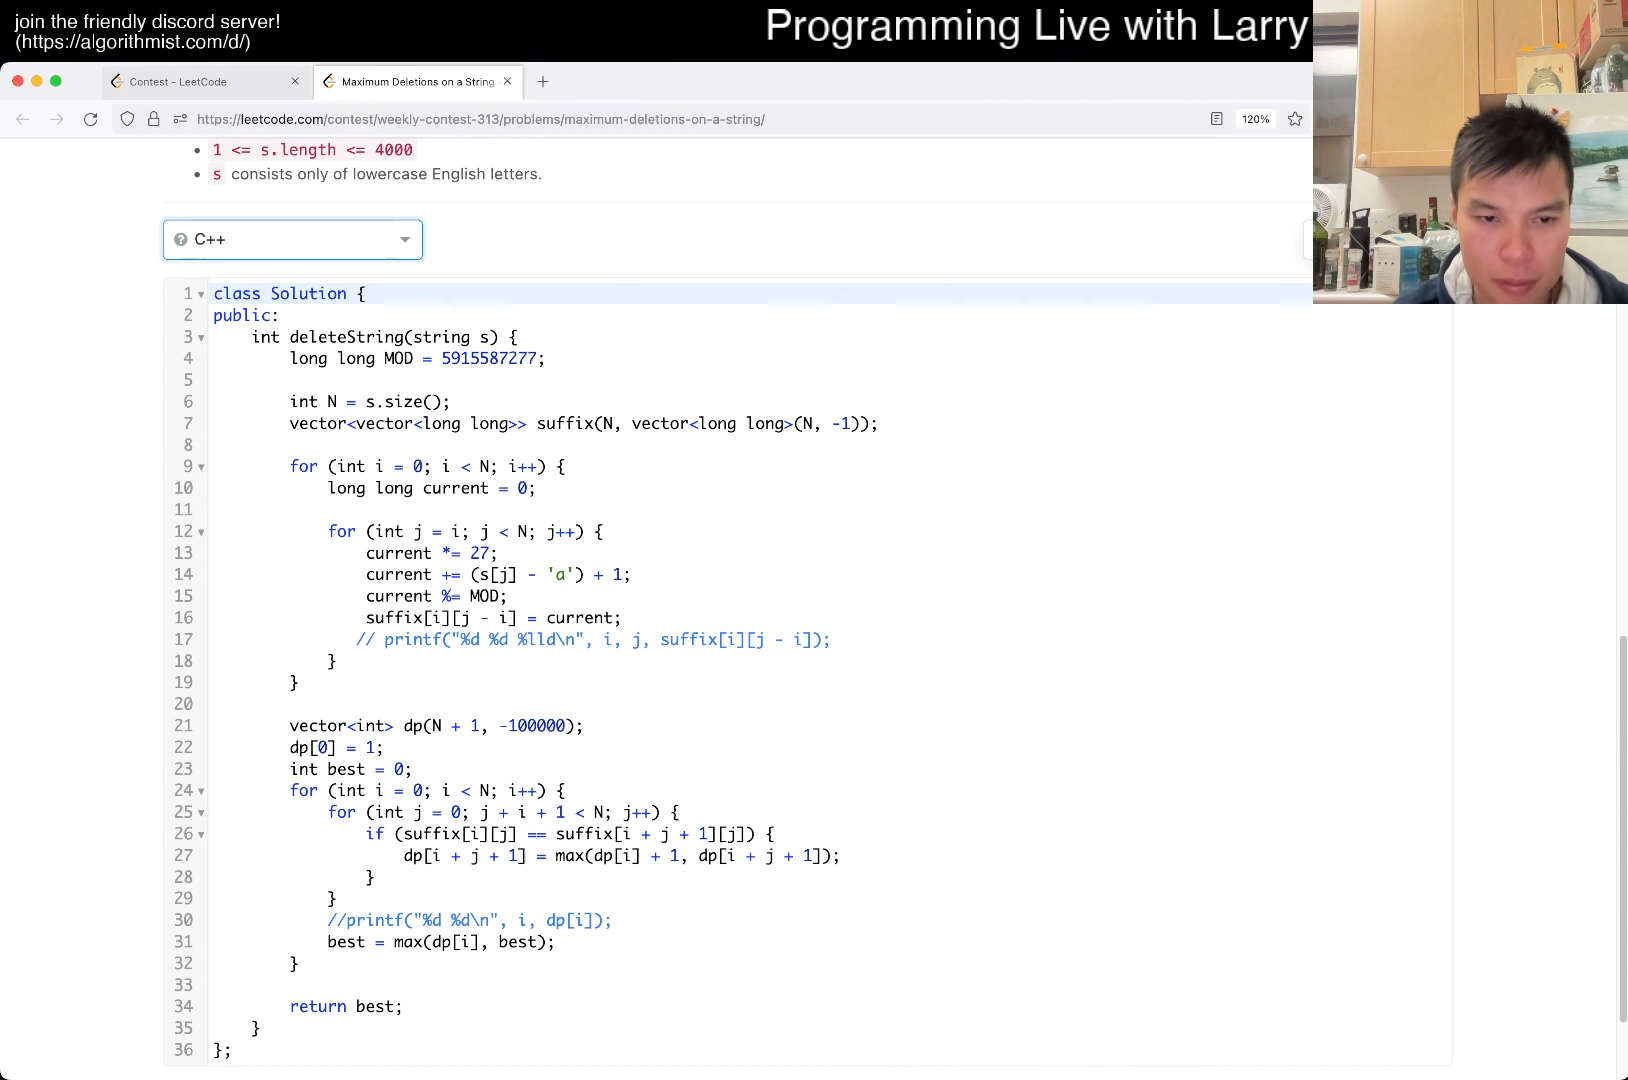 join the friendly discord server!
(https://algorithmist.com/d/)
Programming Live with Larry
Contest - LeetCode
Maximum Deletions on a String
https://leetcode.com/contest/weekly-contest-313/problems/maximum-deletions-on-a-string/
120%
1 <= s.length <= 4000
s consists only of lowercase English letters.
C++
1 class Solution {
2 public:
3     int deleteString(string s) {
4         long long MOD = 5915587277;
5
6         int N = s.size();
7         vector<vector<long long>> suffix(N, vector<long long>(N, -1));
8
9         for (int i = 0; i < N; i++) {
10             long long current = 0;
11
12             for (int j = i; j < N; j++) {
13                 current *= 27;
14                 current += (s[j] - 'a') + 1;
15                 current %= MOD;
16                 suffix[i][j - i] = current;
17                // printf("%d %d %lld\n", i, j, suffix[i][j - i]);
18             }
19         }
20
21         vector<int> dp(N + 1, -100000);
22         dp[0] = 1;
23         int best = 0;
24         for (int i = 0; i < N; i++) {
25             for (int j = 0; j + i + 1 < N; j++) {
26                 if (suffix[i][j] == suffix[i + j + 1][j]) {
27                     dp[i + j + 1] = max(dp[i] + 1, dp[i + j + 1]);
28                 }
29             }
30             //printf("%d %d\n", i, dp[i]);
31             best = max(dp[i], best);
32         }
33
34         return best;
35     }
36 };